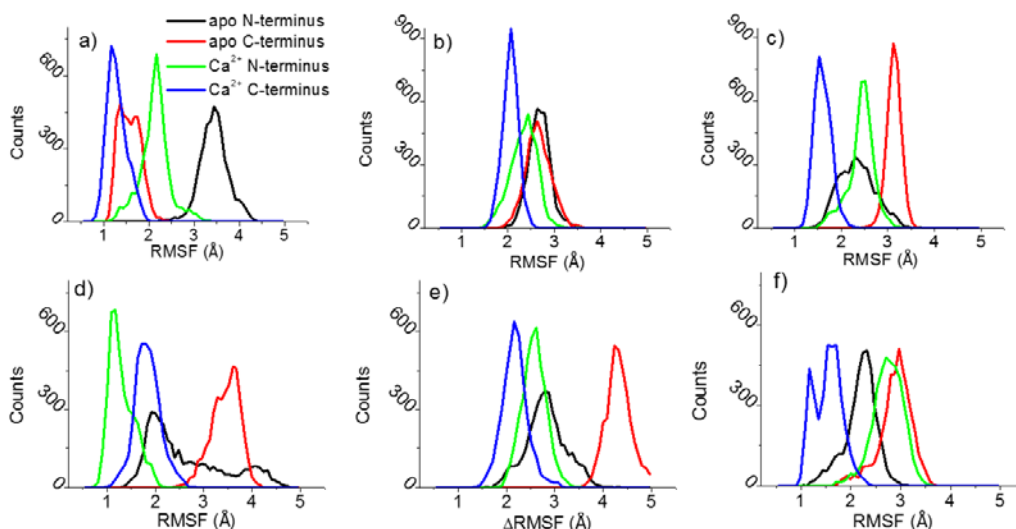 a)
apo N-terminus
apo C-terminus
Ca²⁺ N-terminus
Ca²⁺ C-terminus
Counts
600
300
0
1 2 3 4 5
RMSF (Å)
b)
Counts
900
600
300
0
1 2 3 4 5
RMSF (Å)
c)
Counts
900
600
300
0
1 2 3 4 5
RMSF (Å)
d)
Counts
600
300
0
1 2 3 4 5
RMSF (Å)
e)
Counts
600
300
0
1 2 3 4 5
ΔRMSF (Å)
f)
Counts
600
300
0
1 2 3 4 5
RMSF (Å)